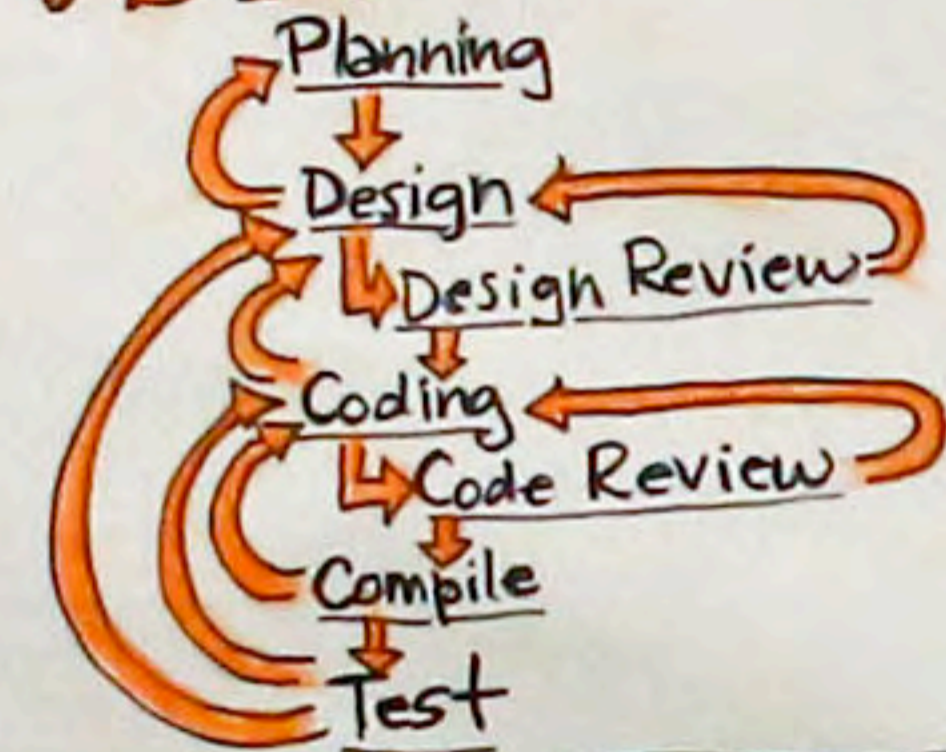 Planning
Design
Design Review
Coding
Code Review
Compile
Test